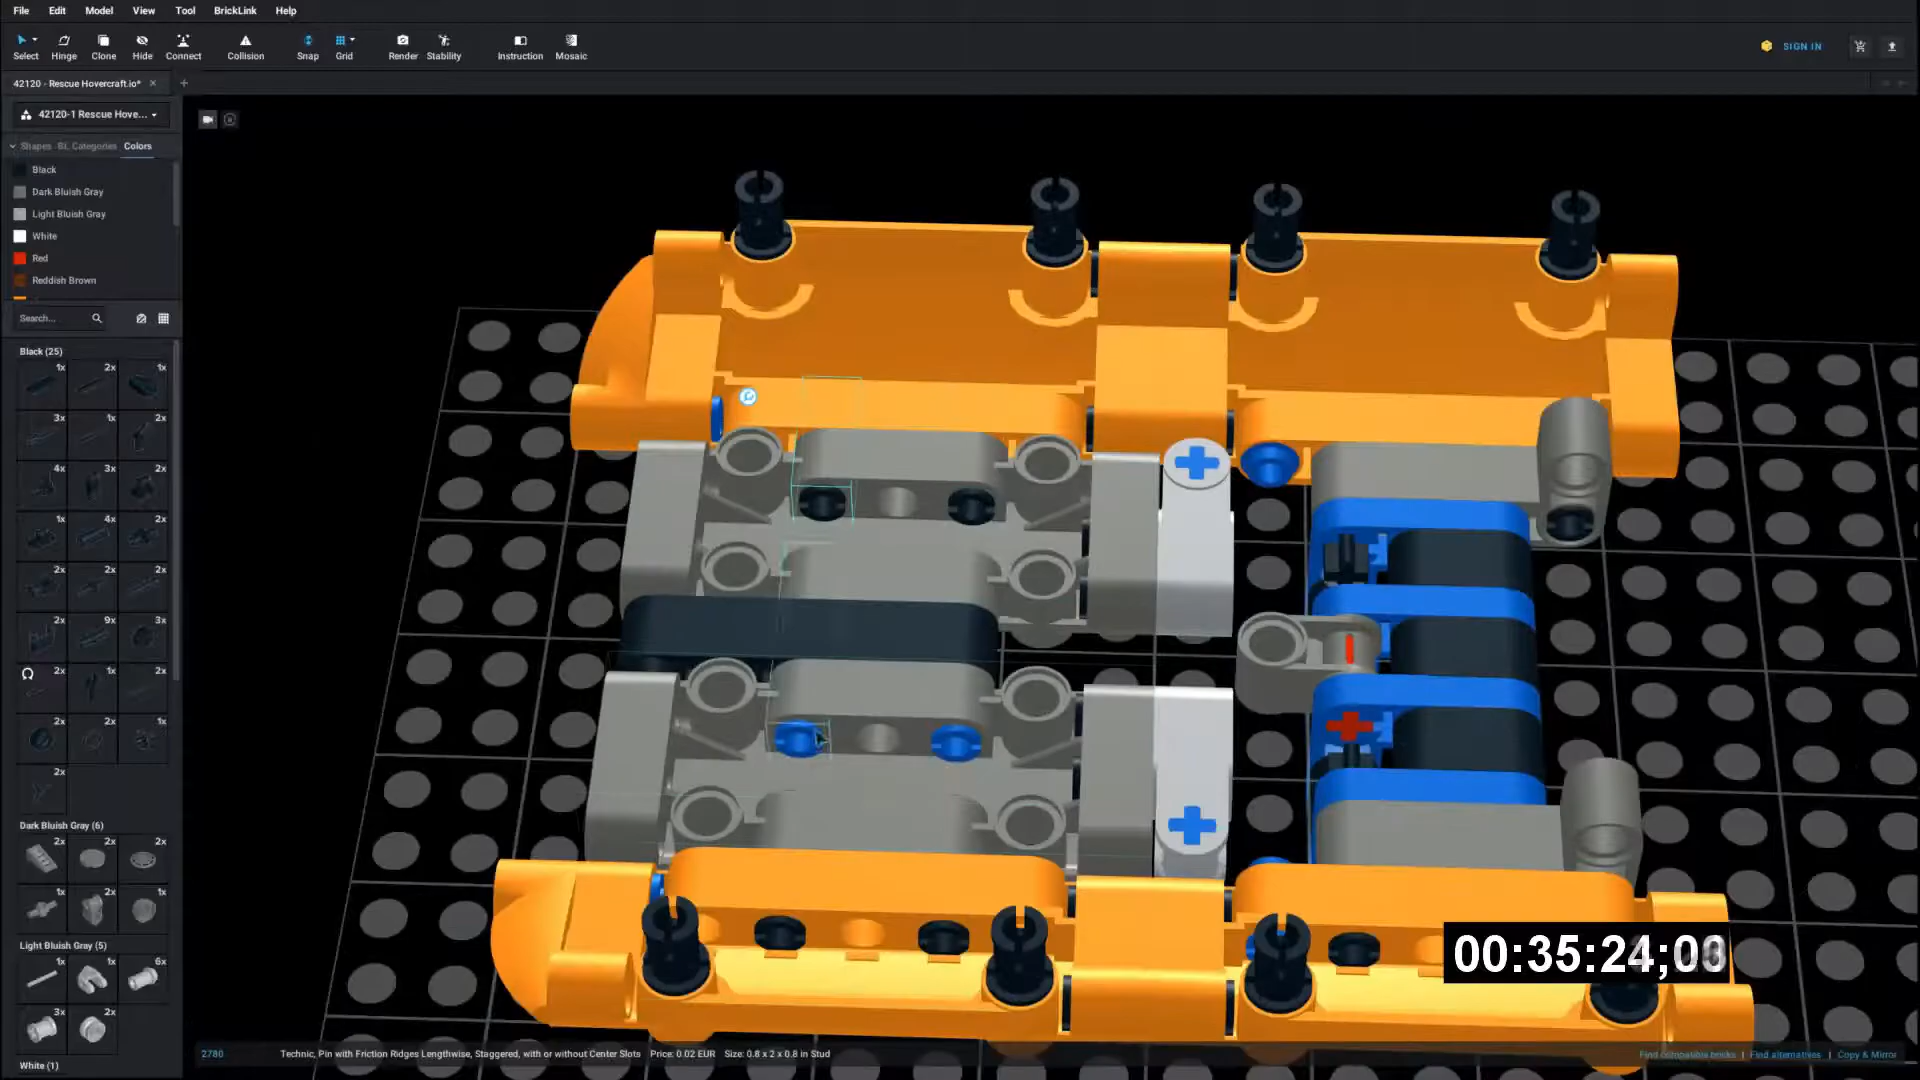 File Edit Model View Tool BrickLink Help
Select Hinge Clone Hide Connect Collision Snap Grid Render Stability Instruction Mosaic
SIGN IN
42120 - Rescue Hovercraft.io*
42120-1 Rescue Hove...
Shapes BL Categories Colors
Black
Dark Bluish Gray
Light Bluish Gray
White
Red
Reddish Brown
Search...
Black (25)
1x 2x 1x
3x 1x 2x
4x 3x 2x
1x 4x 2x
2x 2x 2x
2x 9x 3x
2x 1x 2x
2x 2x 1x
2x
Dark Bluish Gray (6)
2x 2x 2x
1x 2x 1x
Light Bluish Gray (5)
1x 1x 6x
3x 2x
White (1)
2780 Technic, Pin with Friction Ridges Lengthwise, Staggered, with or without Center Slots Price: 0.02 EUR Size: 0.8 x 2 x 0.8 in Stud
Find compatible bricks | Find alternatives | Copy & Mirror